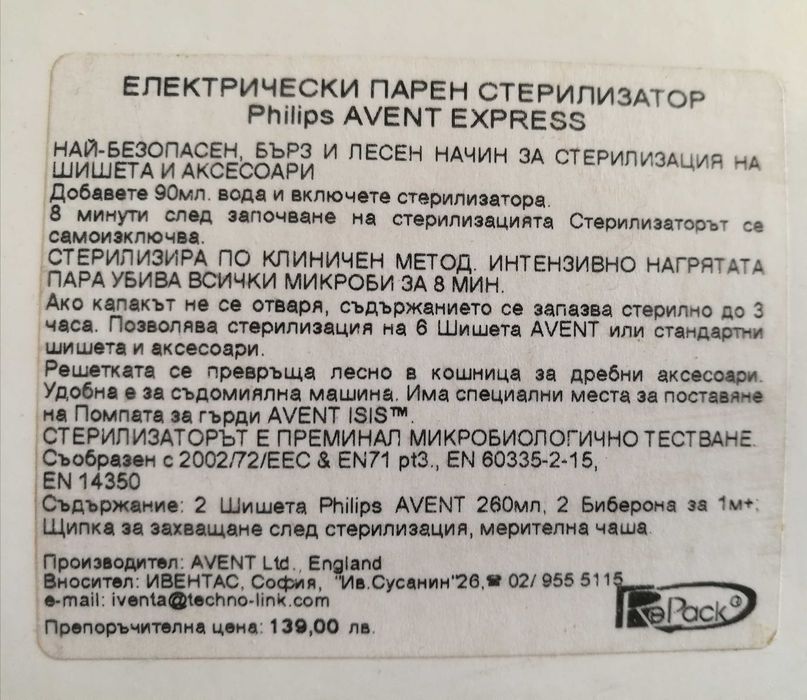 ЕЛЕКТРИЧЕСКИ ПАРЕН СТЕРИЛИЗАТОР
Philips AVENT EXPRESS
НАЙ-БЕЗОПАСЕН, БЪРЗ И ЛЕСЕН НАЧИН ЗА СТЕРИЛИЗАЦИЯ НА
ШИШЕТА И АКСЕСОАРИ
Добавете 90мл. вода и включете стерилизатора.
8 минути след започване на стерилизацията Стерилизаторът се
самоизключва.
СТЕРИЛИЗИРА ПО КЛИНИЧЕН МЕТОД. ИНТЕНЗИВНО НАГРЯТАТА
ПАРА УБИВА ВСИЧКИ МИКРОБИ ЗА 8 МИН.
Ако капакът не се отваря, съдържанието се запазва стерилно до 3
часа. Позволява стерилизация на 6 Шишета AVENT или стандартни
шишета и аксесоари.
Решетката се превръща лесно в кошница за дребни аксесоари.
Удобна е за съдомиялна машина. Има специални места за поставяне
на Помпата за гърди AVENT ISIS™.
СТЕРИЛИЗАТОРЪТ Е ПРЕМИНАЛ МИКРОБИОЛОГИЧНО ТЕСТВАНЕ.
Съобразен с 2002/72/EEC & EN71 pt3., EN 60335-2-15,
EN 14350
Съдържание: 2 Шишета Philips AVENT 260мл, 2 Биберона за 1м+;
Щипка за захващане след стерилизация, мерителна чаша.
Производител: AVENT Ltd., England
Вносител: ИВЕНТАС, София, "Ив.Сусанин"26,☎ 02/ 955 5115
e-mail: iventa@techno-link.com
RePack®
Препоръчителна цена: 139,00 лв.